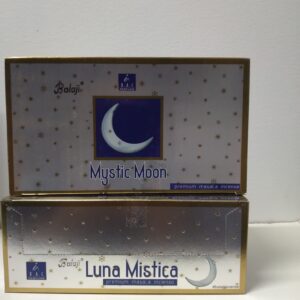 Balaji
Mystic Moon
premium masala incense
Balaji
Luna Mistica
premium masala incense